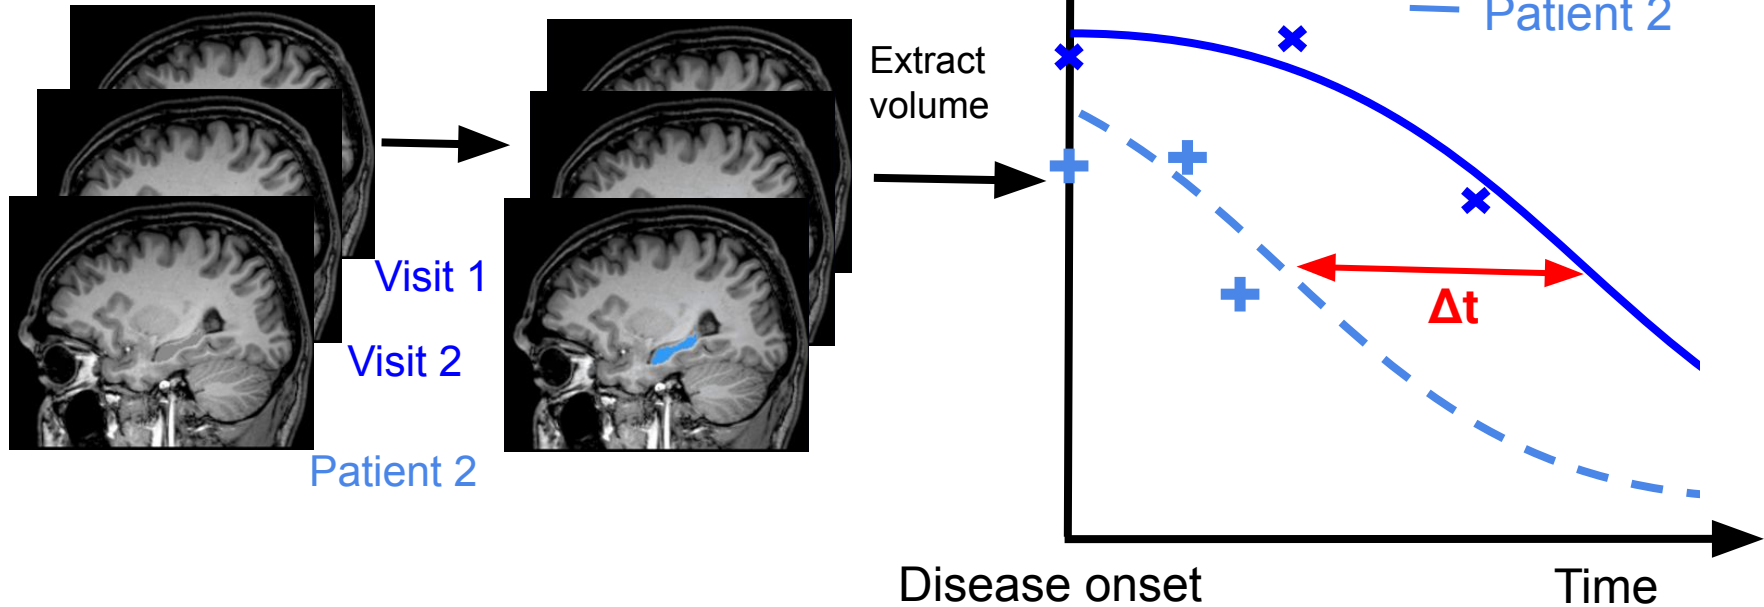 Visit 1
Visit 2
Patient 2
Extract
volume
Patient 2
Δt
Disease onset
Time